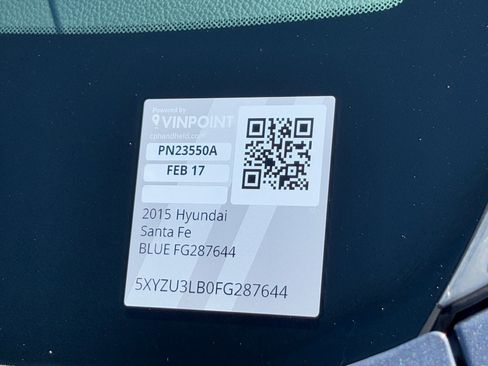 Powered by
VINPOINT
cphandheld.com
PN23550A
FEB 17
2015 Hyundai
Santa Fe
BLUE FG287644
5XYZU3LB0FG287644